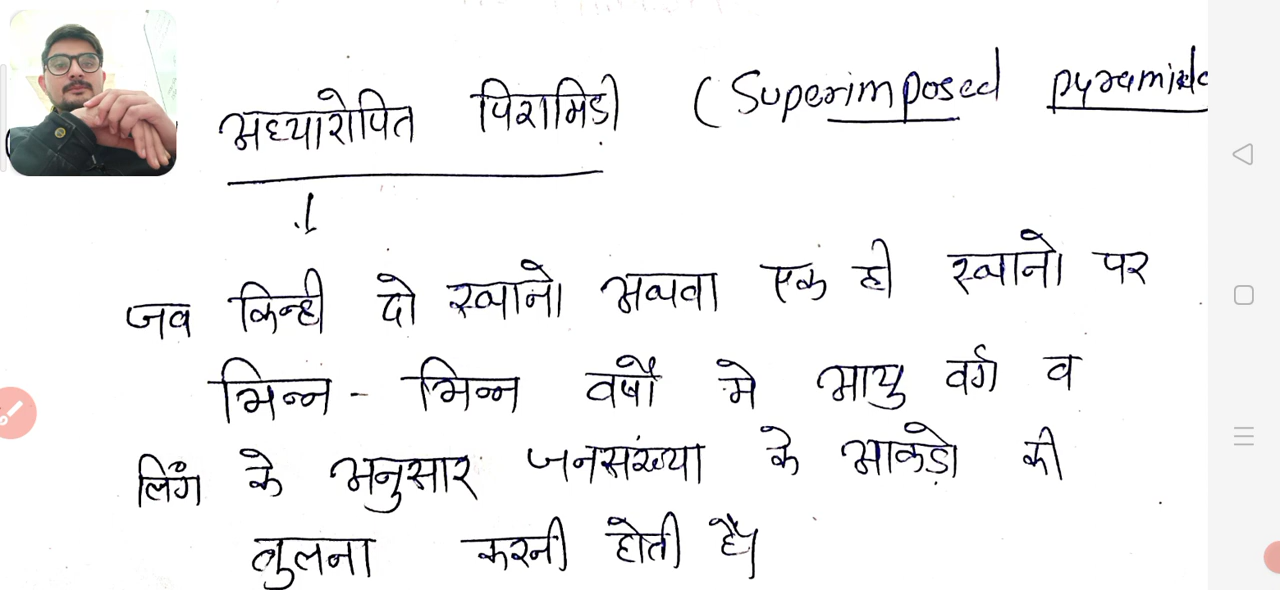 अध्यारोपित पिरामिडी (Superimposed pyramids
जब किन्ही दो स्थानो अथवा एक ही स्थानो पर
भिन्न - भिन्न वर्षो मे आयु वर्ग व
लिंग के अनुसार जनसंख्या के आकडो की
तुलना करनी होती है।